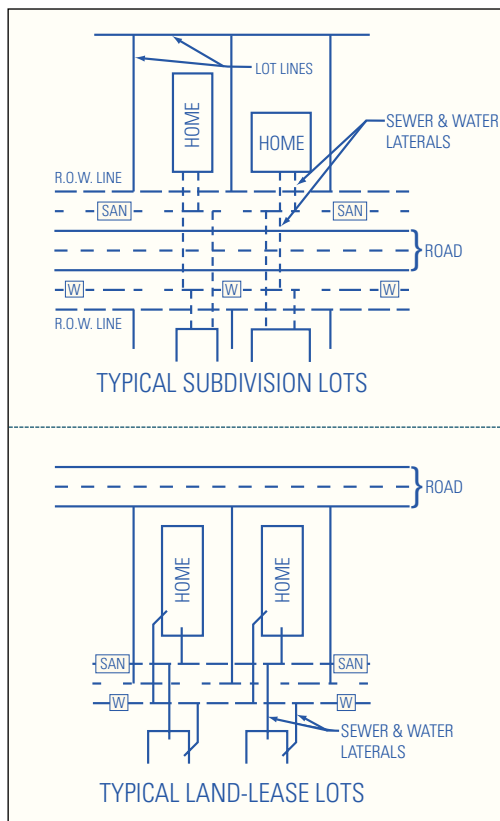 LOT LINES
HOME
HOME
SEWER & WATER
LATERALS
R.O.W. LINE
SAN
SAN
ROAD
W
W
W
R.O.W. LINE
TYPICAL SUBDIVISION LOTS
ROAD
HOME
HOME
SAN
SAN
W
W
SEWER & WATER
LATERALS
TYPICAL LAND-LEASE LOTS